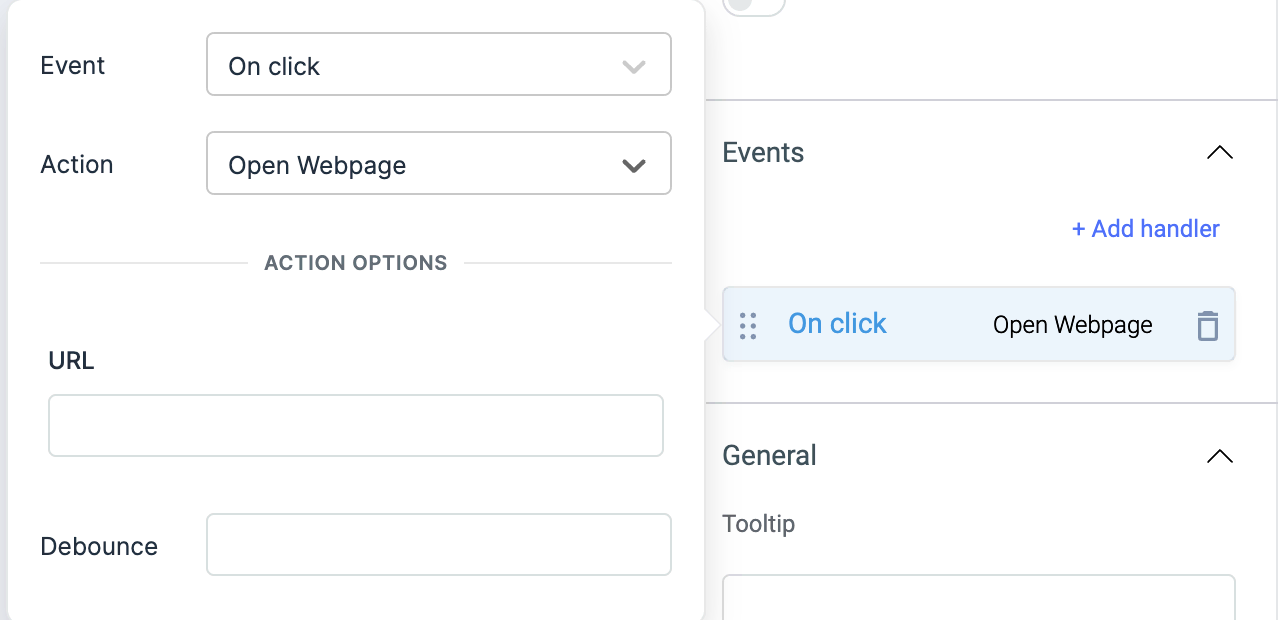 Event
On click
Action
Open Webpage
ACTION OPTIONS
URL
Debounce
Events
+ Add handler
On click
Open Webpage
General
Tooltip